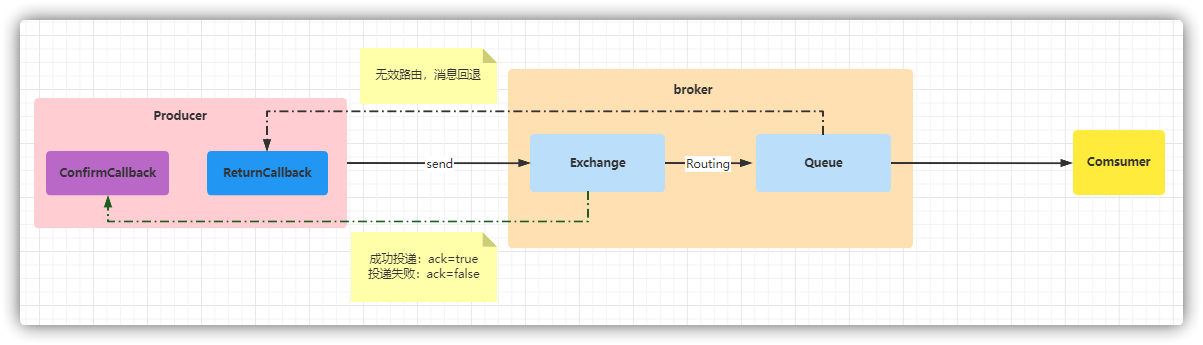 无效路由，消息回退
broker
Producer
ConfirmCallback
ReturnCallback
send
Exchange
Routing
Queue
Comsumer
成功投递：ack=true
投递失败：ack=false